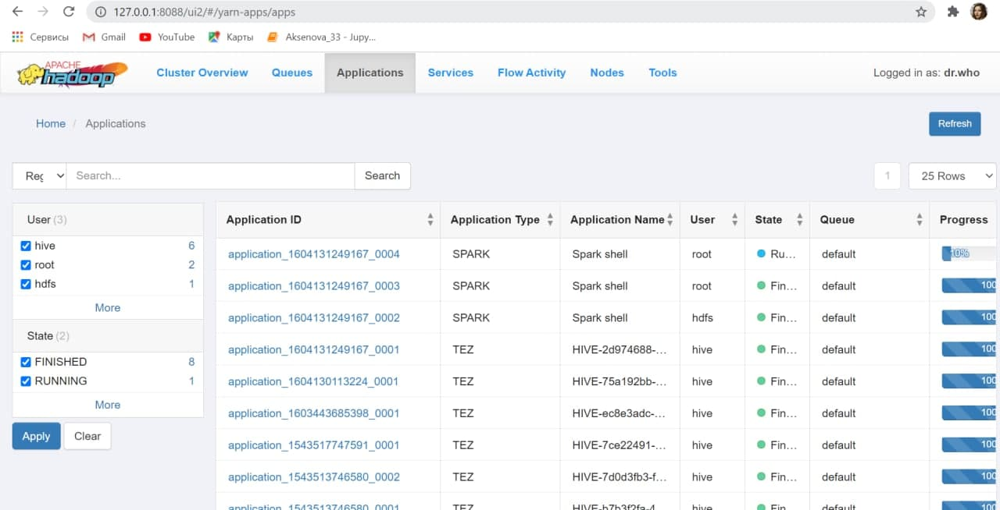 127.0.0.1:8088/ui2/#/yarn-apps/apps
Сервисы Gmail YouTube Карты Aksenova_33 - Jupy...
APACHE hadoop Cluster Overview Queues Applications Services Flow Activity Nodes Tools Logged in as: dr.who
Home / Applications Refresh
Reg Search... Search 1 25 Rows
User (3)
hive 6
root 2
hdfs 1
More
State (2)
FINISHED 8
RUNNING 1
More
Apply Clear
Application ID Application Type Application Name User State Queue Progress
application_1604131249167_0004 SPARK Spark shell root Ru... default 10%
application_1604131249167_0003 SPARK Spark shell root Fin... default 100
application_1604131249167_0002 SPARK Spark shell hdfs Fin... default 100
application_1604131249167_0001 TEZ HIVE-2d974688-... hive Fin... default 100
application_1604130113224_0001 TEZ HIVE-75a192bb-... hive Fin... default 100
application_1603443685398_0001 TEZ HIVE-ec8e3adc-... hive Fin... default 100
application_1543517747591_0001 TEZ HIVE-7ce22491-... hive Fin... default 100
application_1543513746580_0002 TEZ HIVE-7d0d3fb3-f... hive Fin... default 100
application_1543513746580_0001 TEZ HIVE-b7b3f2fa-4... hive Fin... default 100